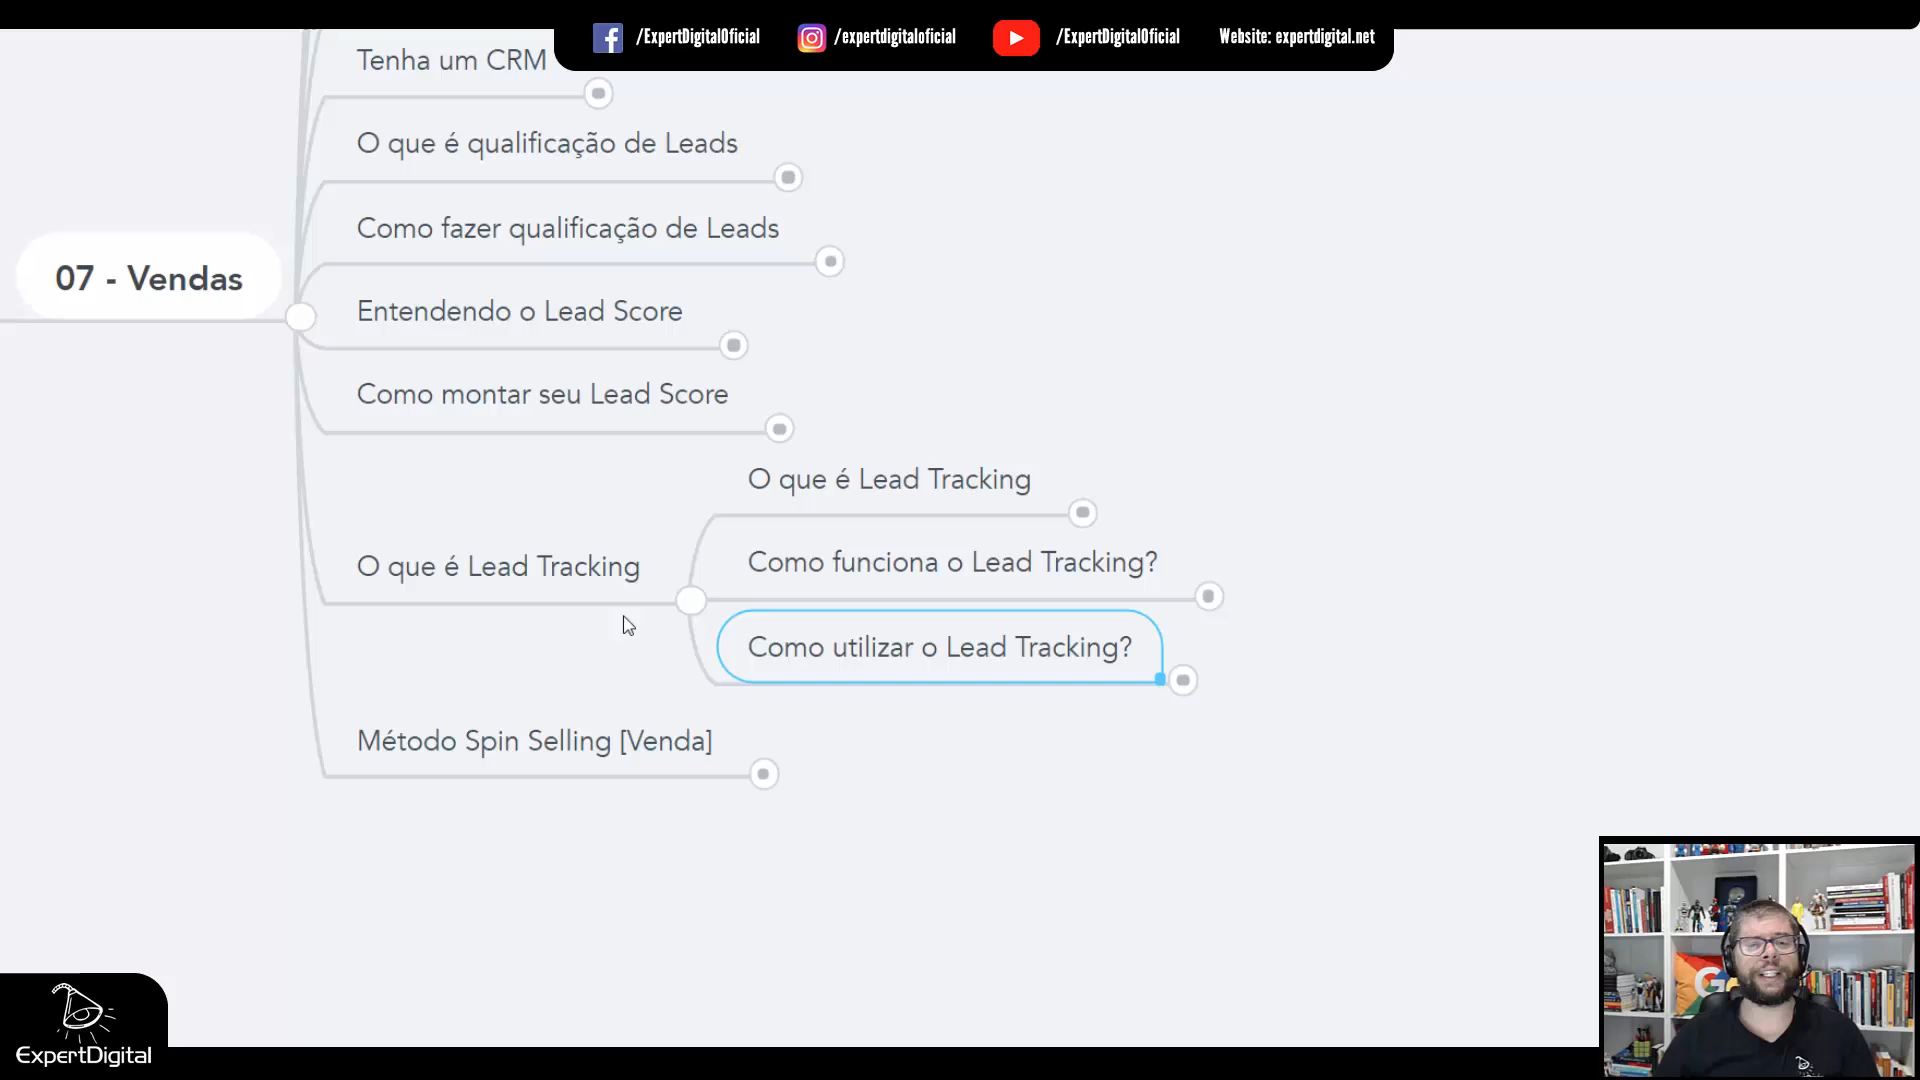 /ExpertDigitalOficial
/expertdigitaloficial
/ExpertDigitalOficial
Website: expertdigital.net
Tenha um CRM
O que é qualificação de Leads
Como fazer qualificação de Leads
07 - Vendas
Entendendo o Lead Score
Como montar seu Lead Score
O que é Lead Tracking
O que é Lead Tracking
Como funciona o Lead Tracking?
Como utilizar o Lead Tracking?
Método Spin Selling [Venda]
ExpertDigital